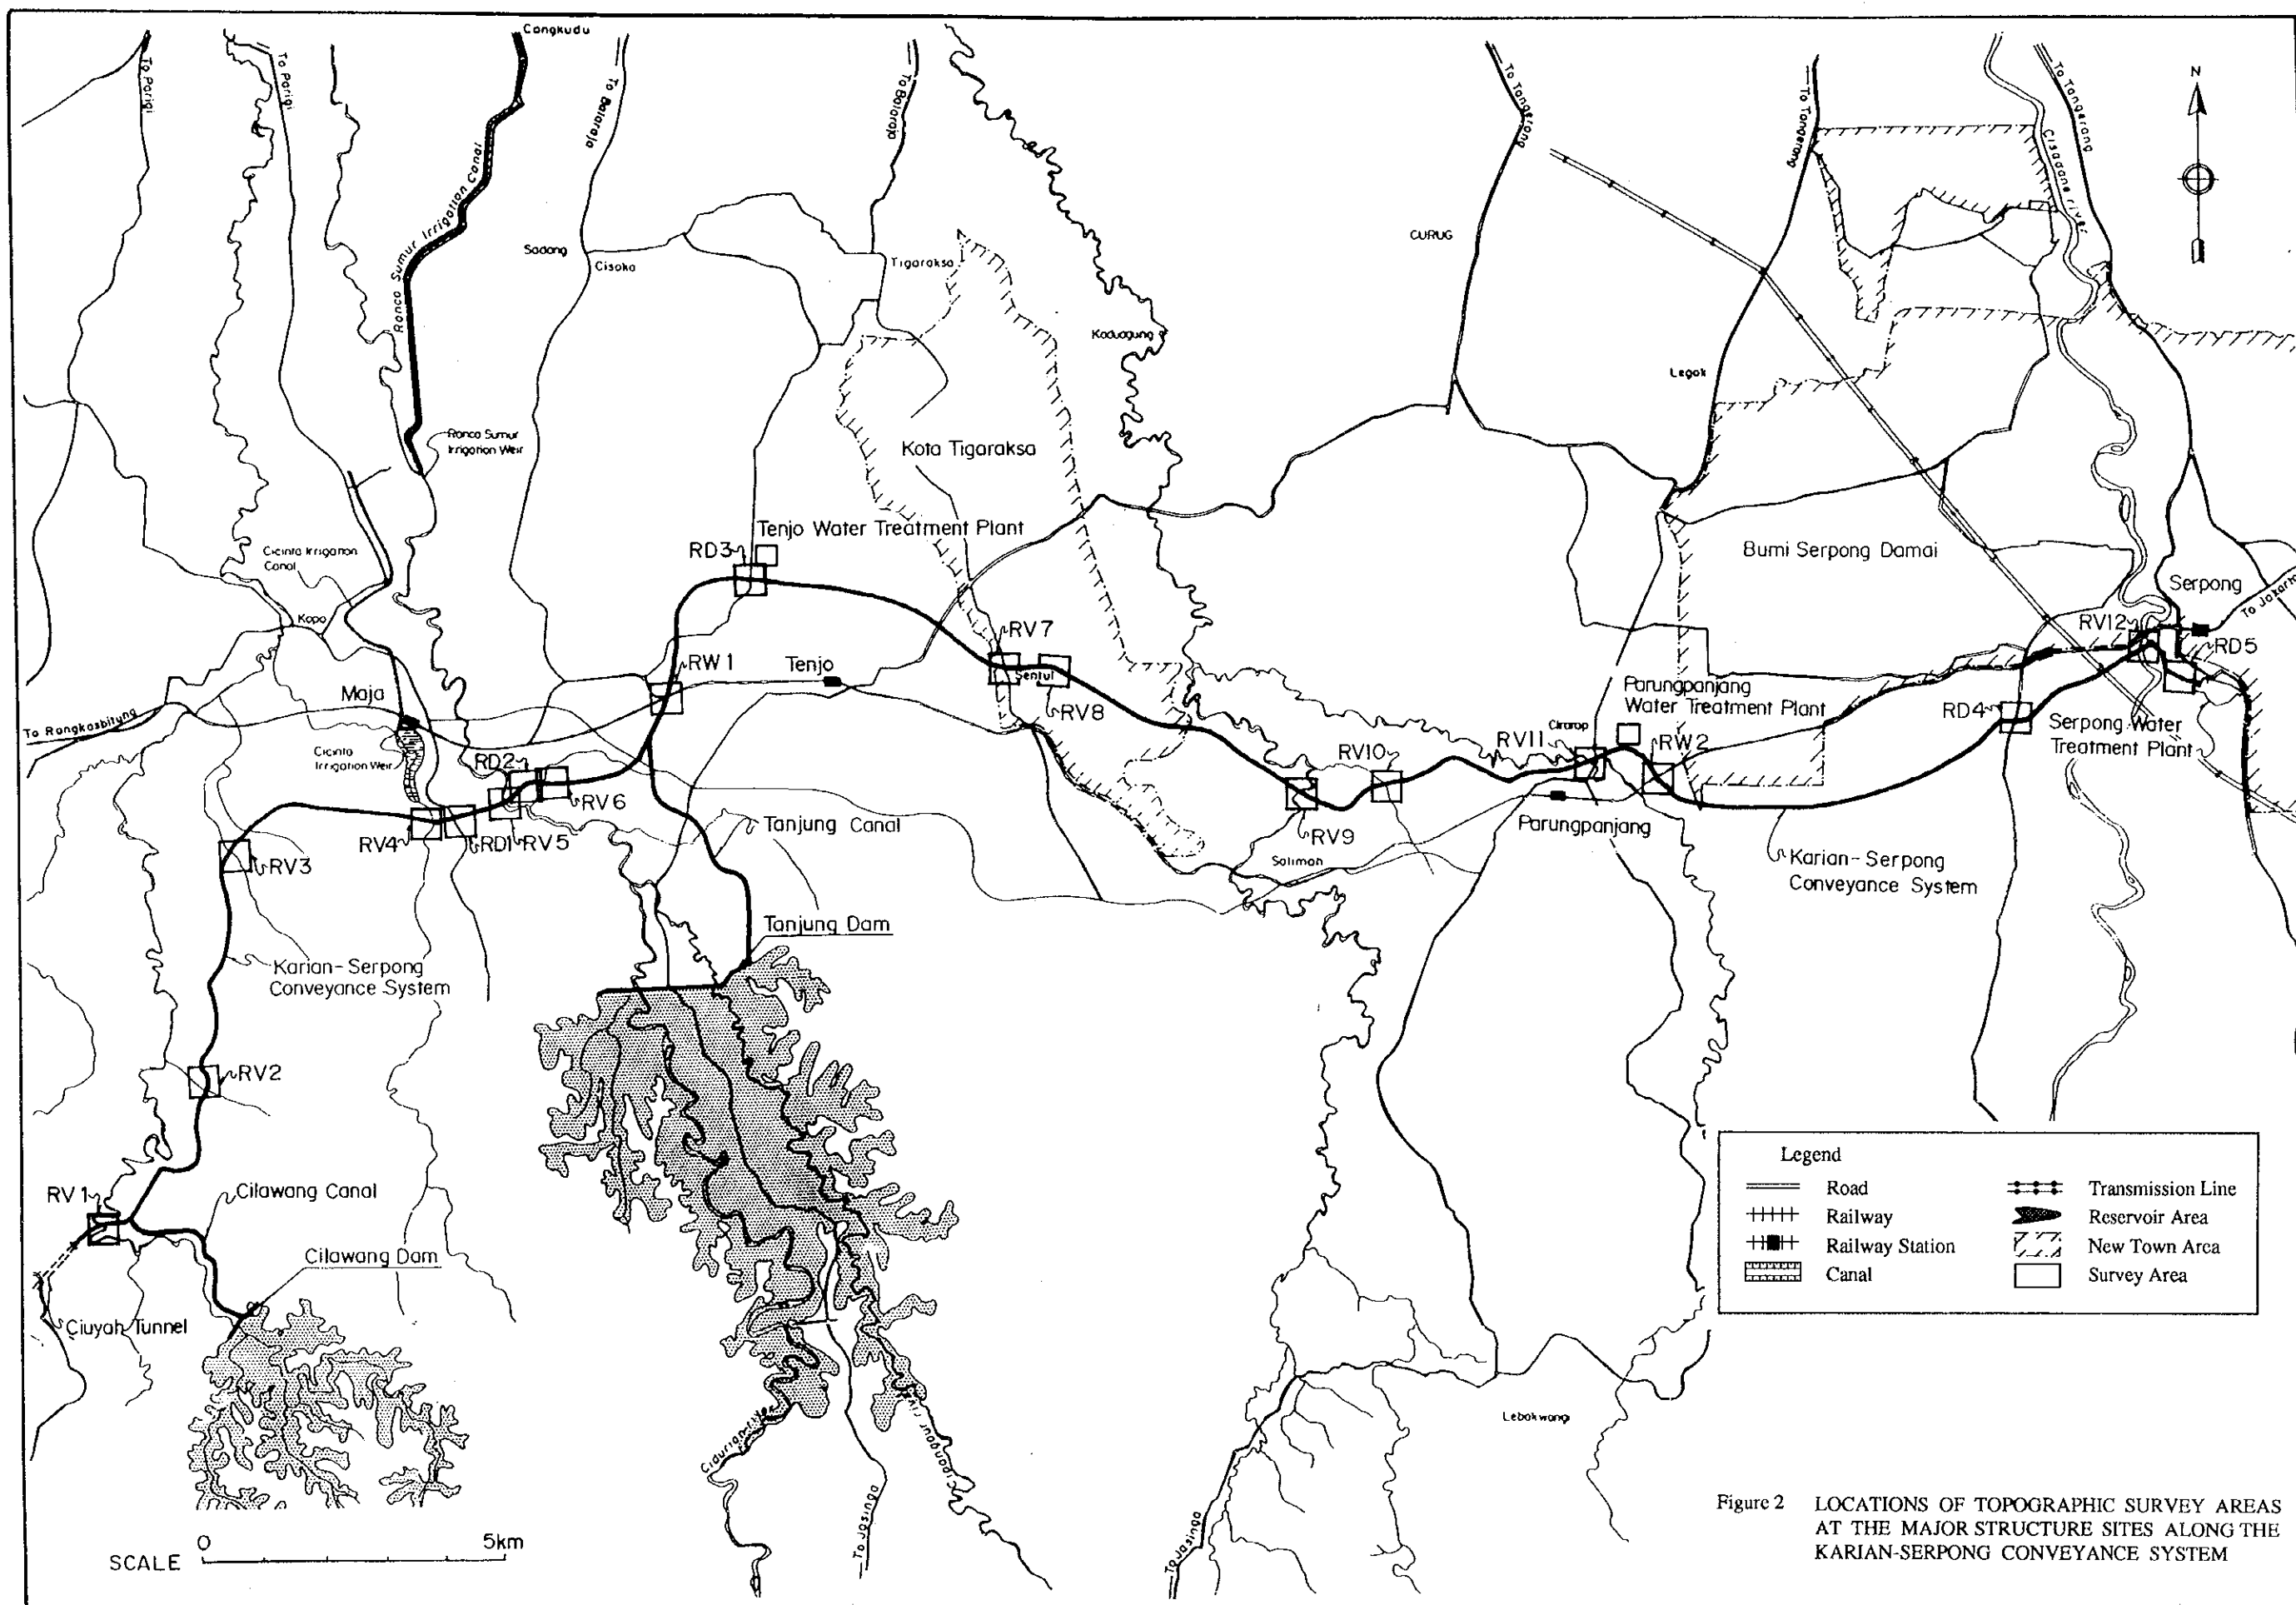 Cangkudu
To Parigi
To Parigi
Ranca Sumur Irrigation Canal
To Balaraja
To Balaraja
To Tangerang
To Tangerang
To Tangerang
Cisadane river
N
Sadang
Cisoka
Tigaraksa
CURUG
Kaduagung
Legok
Ranca Sumur
Irrigation Weir
Kota Tigaraksa
Cicinta Irrigation
Canal
RD3
Tenjo Water Treatment Plant
Bumi Serpong Damai
Serpong
To Jakarta
Kopo
RV7
RV12
RD5
RW1
Tenjo
Sentul
Maja
RV8
Parungpanjang
Water Treatment Plant
To Rangkasbitung
Cicinta
Irrigation Weir
RD2
RV10
RV11
Cirarap
RW2
RD4
Serpong Water
Treatment Plant
RV6
RV4
RD1
RV5
Tanjung Canal
RV9
Parungpanjang
RV3
Saliman
Karian-Serpong
Conveyance System
Tanjung Dam
Karian-Serpong
Conveyance System
RV2
RV1
Cilawang Canal
Cilawang Dam
Ciuyah Tunnel
Legend
Road
Transmission Line
Railway
Reservoir Area
Railway Station
New Town Area
Canal
Survey Area
Lebakwangi
Cidurian river
Cipangaur river
To Jasinga
To Jasinga
SCALE
0
5km
Figure 2 LOCATIONS OF TOPOGRAPHIC SURVEY AREAS
AT THE MAJOR STRUCTURE SITES ALONG THE
KARIAN-SERPONG CONVEYANCE SYSTEM